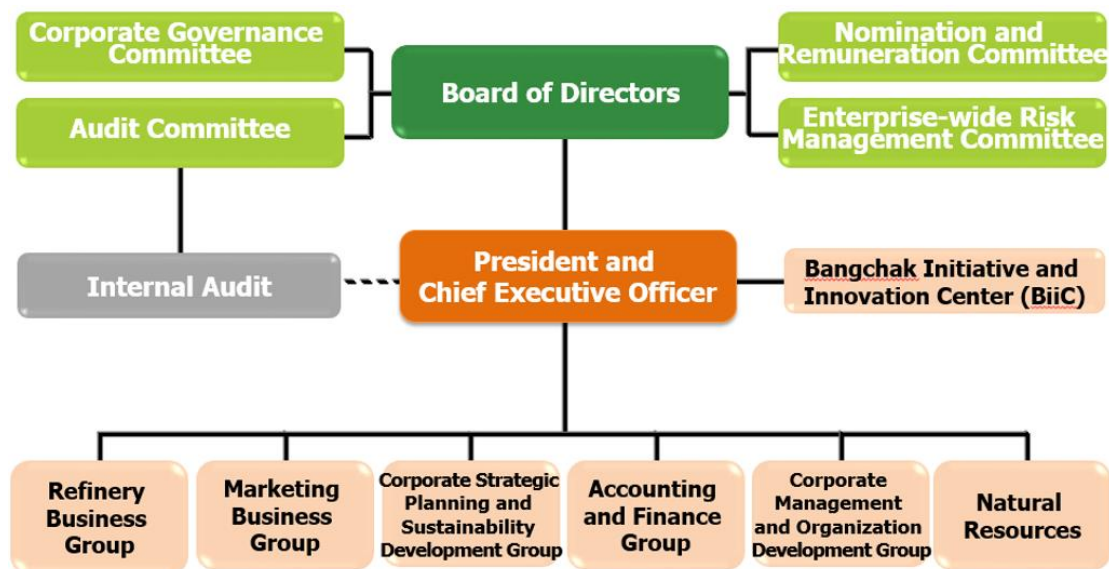 Corporate Governance
Committee
Audit Committee
Board of Directors
Nomination and
Remuneration Committee
Enterprise-wide Risk
Management Committee
Internal Audit
President and
Chief Executive Officer
Bangchak Initiative and
Innovation Center (BiiC)
Refinery
Business
Group
Marketing
Business
Group
Corporate Strategic
Planning and
Sustainability
Development Group
Accounting
and Finance
Group
Corporate
Management
and Organization
Development Group
Natural
Resources